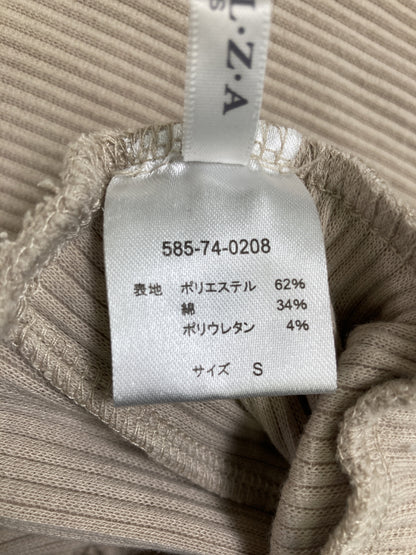 L·Z·A
585-74-0208
表地 ポリエステル 62%
綿 34%
ポリウレタン 4%
サイズ S